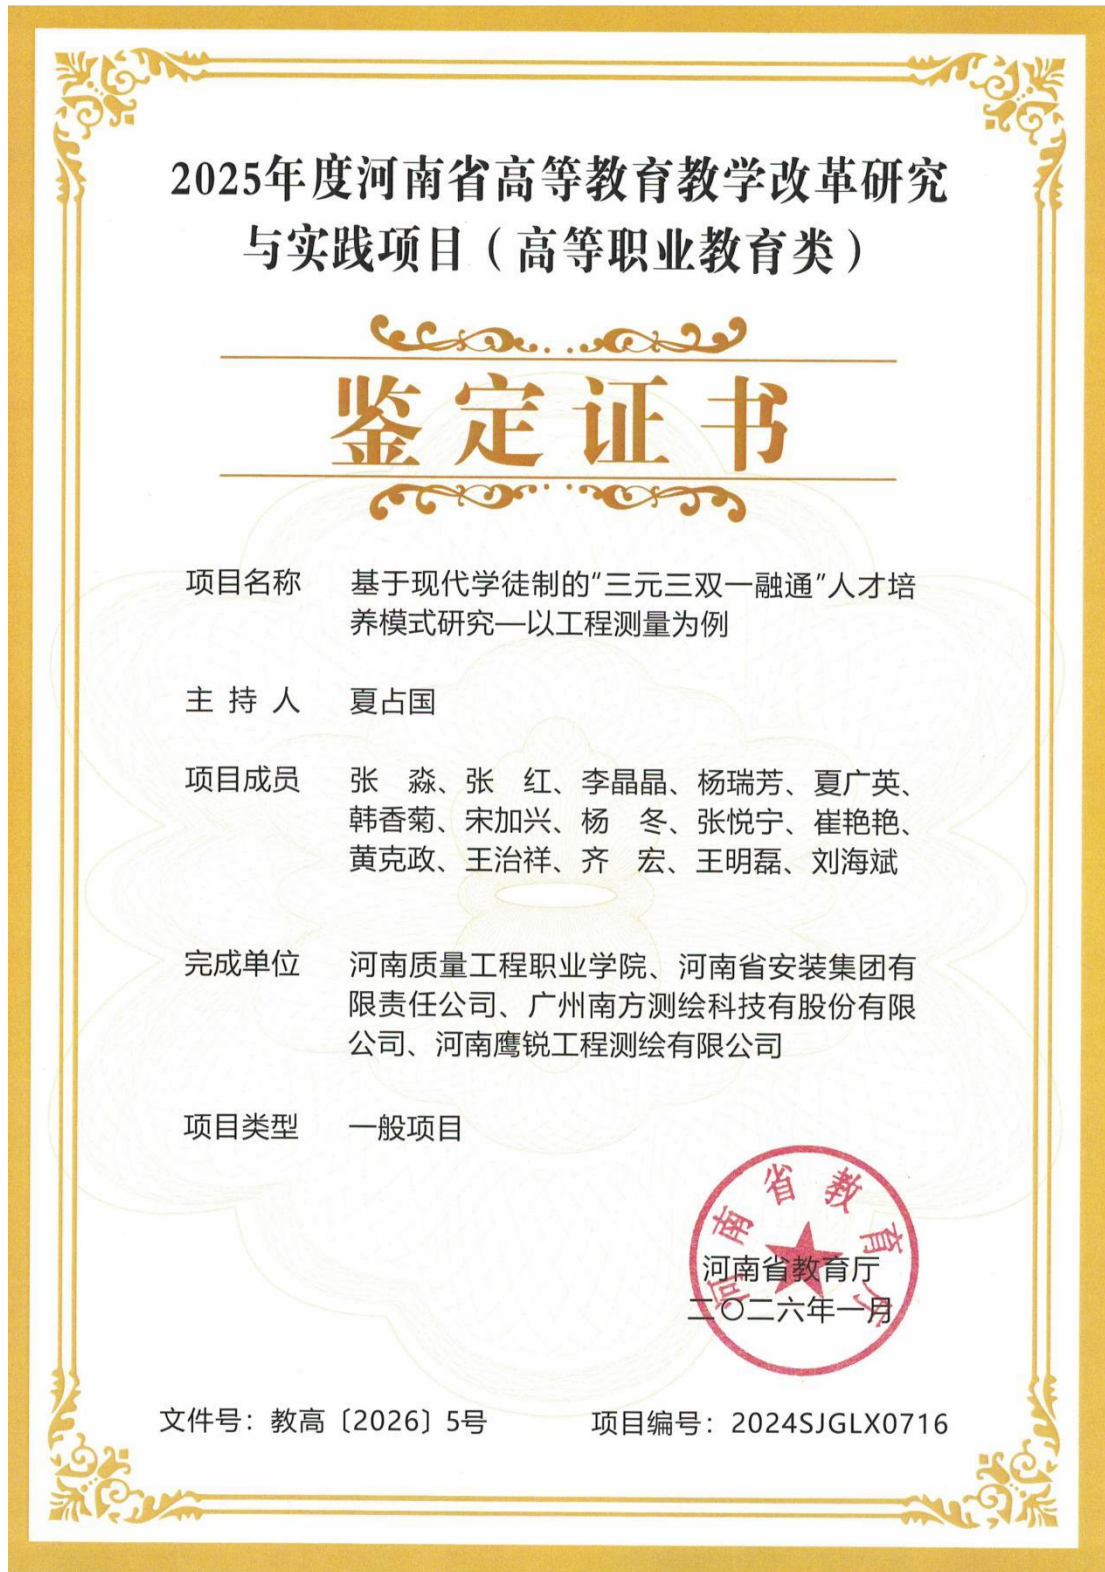 2025年度河南省高等教育教学改革研究
与实践项目（高等职业教育类）
鉴定证书
项目名称 基于现代学徒制的“三元三双一融通”人才培
养模式研究—以工程测量为例
主 持 人 夏占国
项目成员 张 淼、张 红、李晶晶、杨瑞芳、夏广英、
韩香菊、宋加兴、杨 冬、张悦宁、崔艳艳、
黄克政、王治祥、齐 宏、王明磊、刘海斌
完成单位 河南质量工程职业学院、河南省安装集团有
限责任公司、广州南方测绘科技有股份有限
公司、河南鹰锐工程测绘有限公司
项目类型 一般项目
河南省教育厅
河南省教育厅
二〇二六年一月
文件号：教高〔2026〕5号 项目编号：2024SJGLX0716